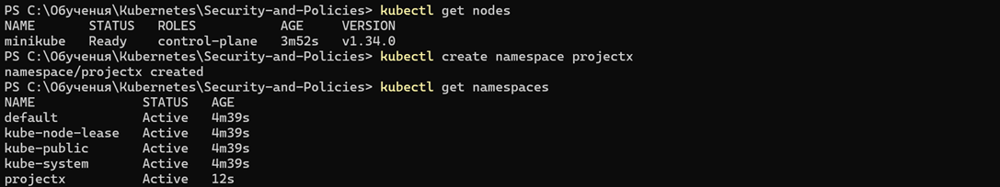 PS C:\Обучения\Kubernetes\Security-and-Policies> kubectl get nodes
NAME       STATUS   ROLES           AGE     VERSION
minikube   Ready    control-plane   3m52s   v1.34.0
PS C:\Обучения\Kubernetes\Security-and-Policies> kubectl create namespace projectx
namespace/projectx created
PS C:\Обучения\Kubernetes\Security-and-Policies> kubectl get namespaces
NAME              STATUS   AGE
default           Active   4m39s
kube-node-lease   Active   4m39s
kube-public       Active   4m39s
kube-system       Active   4m39s
projectx          Active   12s